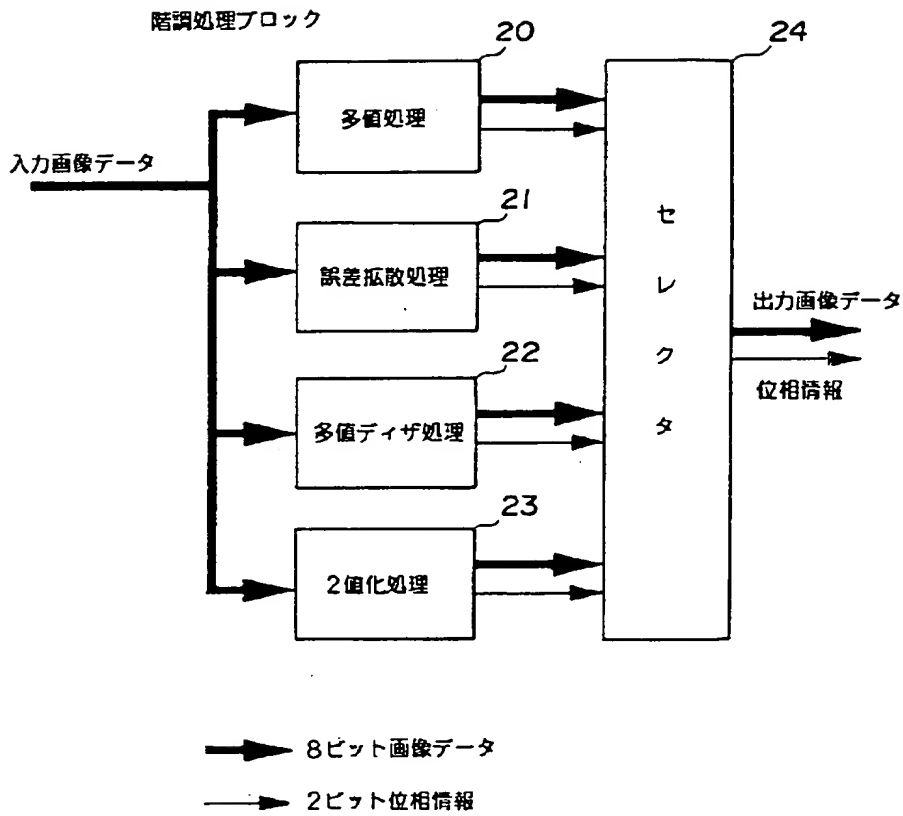 階調処理ブロック
20
24
多値処理
入力画像データ
21
誤差拡散処理
セレクタ
出力画像データ
位相情報
22
多値ディザ処理
23
2値化処理
8ビット画像データ
2ビット位相情報